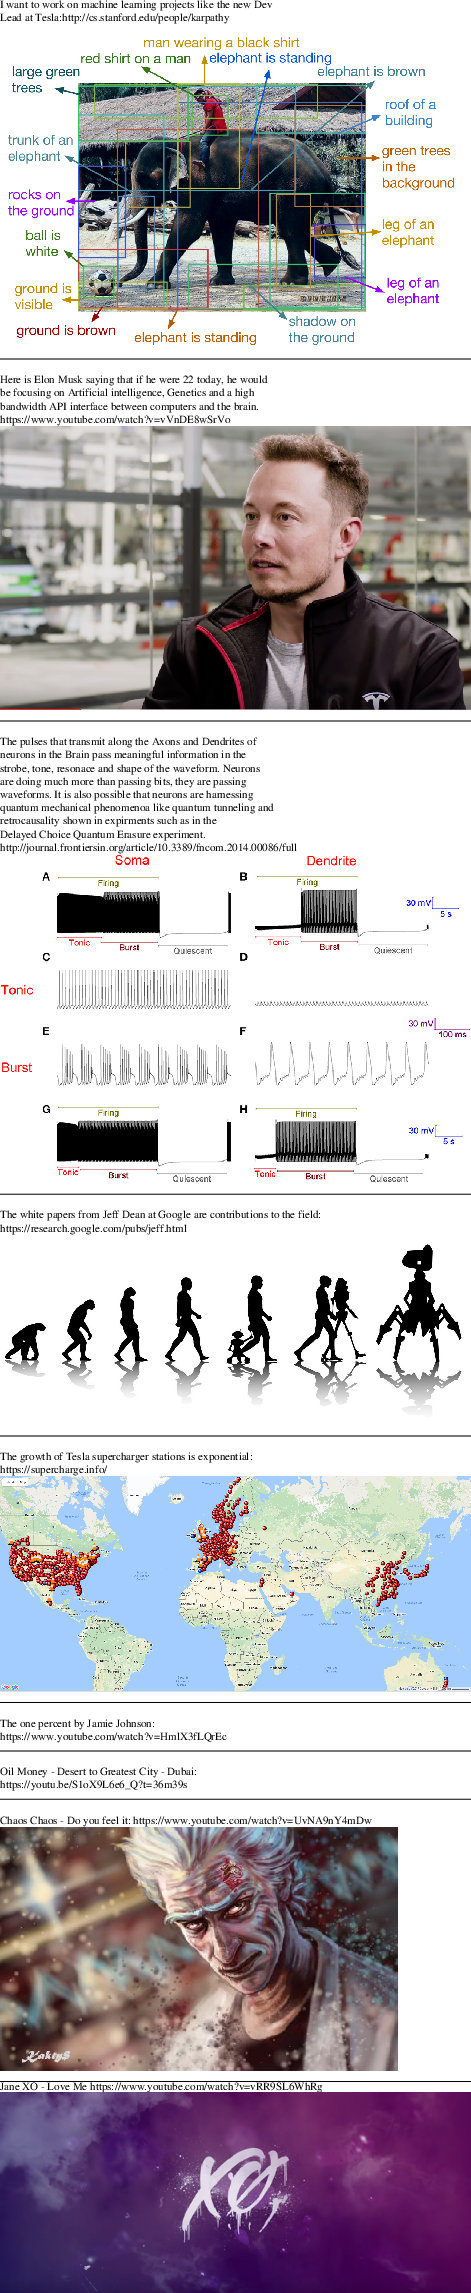 I want to work on machine learning projects like the new Dev
Lead at Tesla:http://cs.stanford.edu/people/karpathy
man wearing a black shirt
red shirt on a man
elephant is standing
large green
trees
elephant is brown
roof of a
building
trunk of an
elephant
green trees
in the
background
rocks on
the ground
leg of an
elephant
ball is
white
leg of an
elephant
ground is
visible
ground is brown
elephant is standing
shadow on
the ground
Here is Elon Musk saying that if he were 22 today, he would
be focusing on Artificial intelligence, Genetics and a high
bandwidth API interface between computers and the brain.
https://www.youtube.com/watch?v=vVnDE8wSrVo
The pulses that transmit along the Axons and Dendrites of
neurons in the Brain pass meaningful information in the
strobe, tone, resonace and shape of the waveform. Neurons
are doing much more than passing bits, they are passing
waveforms. It is also possible that neurons are harnessing
quantum mechanical phenomenoa like quantum tunneling and
retrocausality shown in expirments such as in the
Delayed Choice Quantum Erasure experiment.
http://journal.frontiersin.org/article/10.3389/fncom.2014.00086/full
Soma Dendrite
A Firing B Firing
30 mV
5 s
Tonic Burst Quiescent Tonic Burst Quiescent
C D
Tonic
30 mV
100 ms
E F
Burst
G Firing H Firing
30 mV
5 s
Tonic Burst Quiescent Tonic Burst Quiescent
The white papers from Jeff Dean at Google are contributions to the field:
https://research.google.com/pubs/jeff.html
The growth of Tesla supercharger stations is exponential:
https://supercharge.info/
The one percent by Jamie Johnson:
https://www.youtube.com/watch?v=HmlX3fLQrEc
Oil Money - Desert to Greatest City - Dubai:
https://youtu.be/S1oX9L6e6_Q?t=36m39s
Chaos Chaos - Do you feel it: https://www.youtube.com/watch?v=UvNA9nY4mDw
XaktyS
Jane XO - Love Me https://www.youtube.com/watch?v=vRR9SL6WhRg
XO,